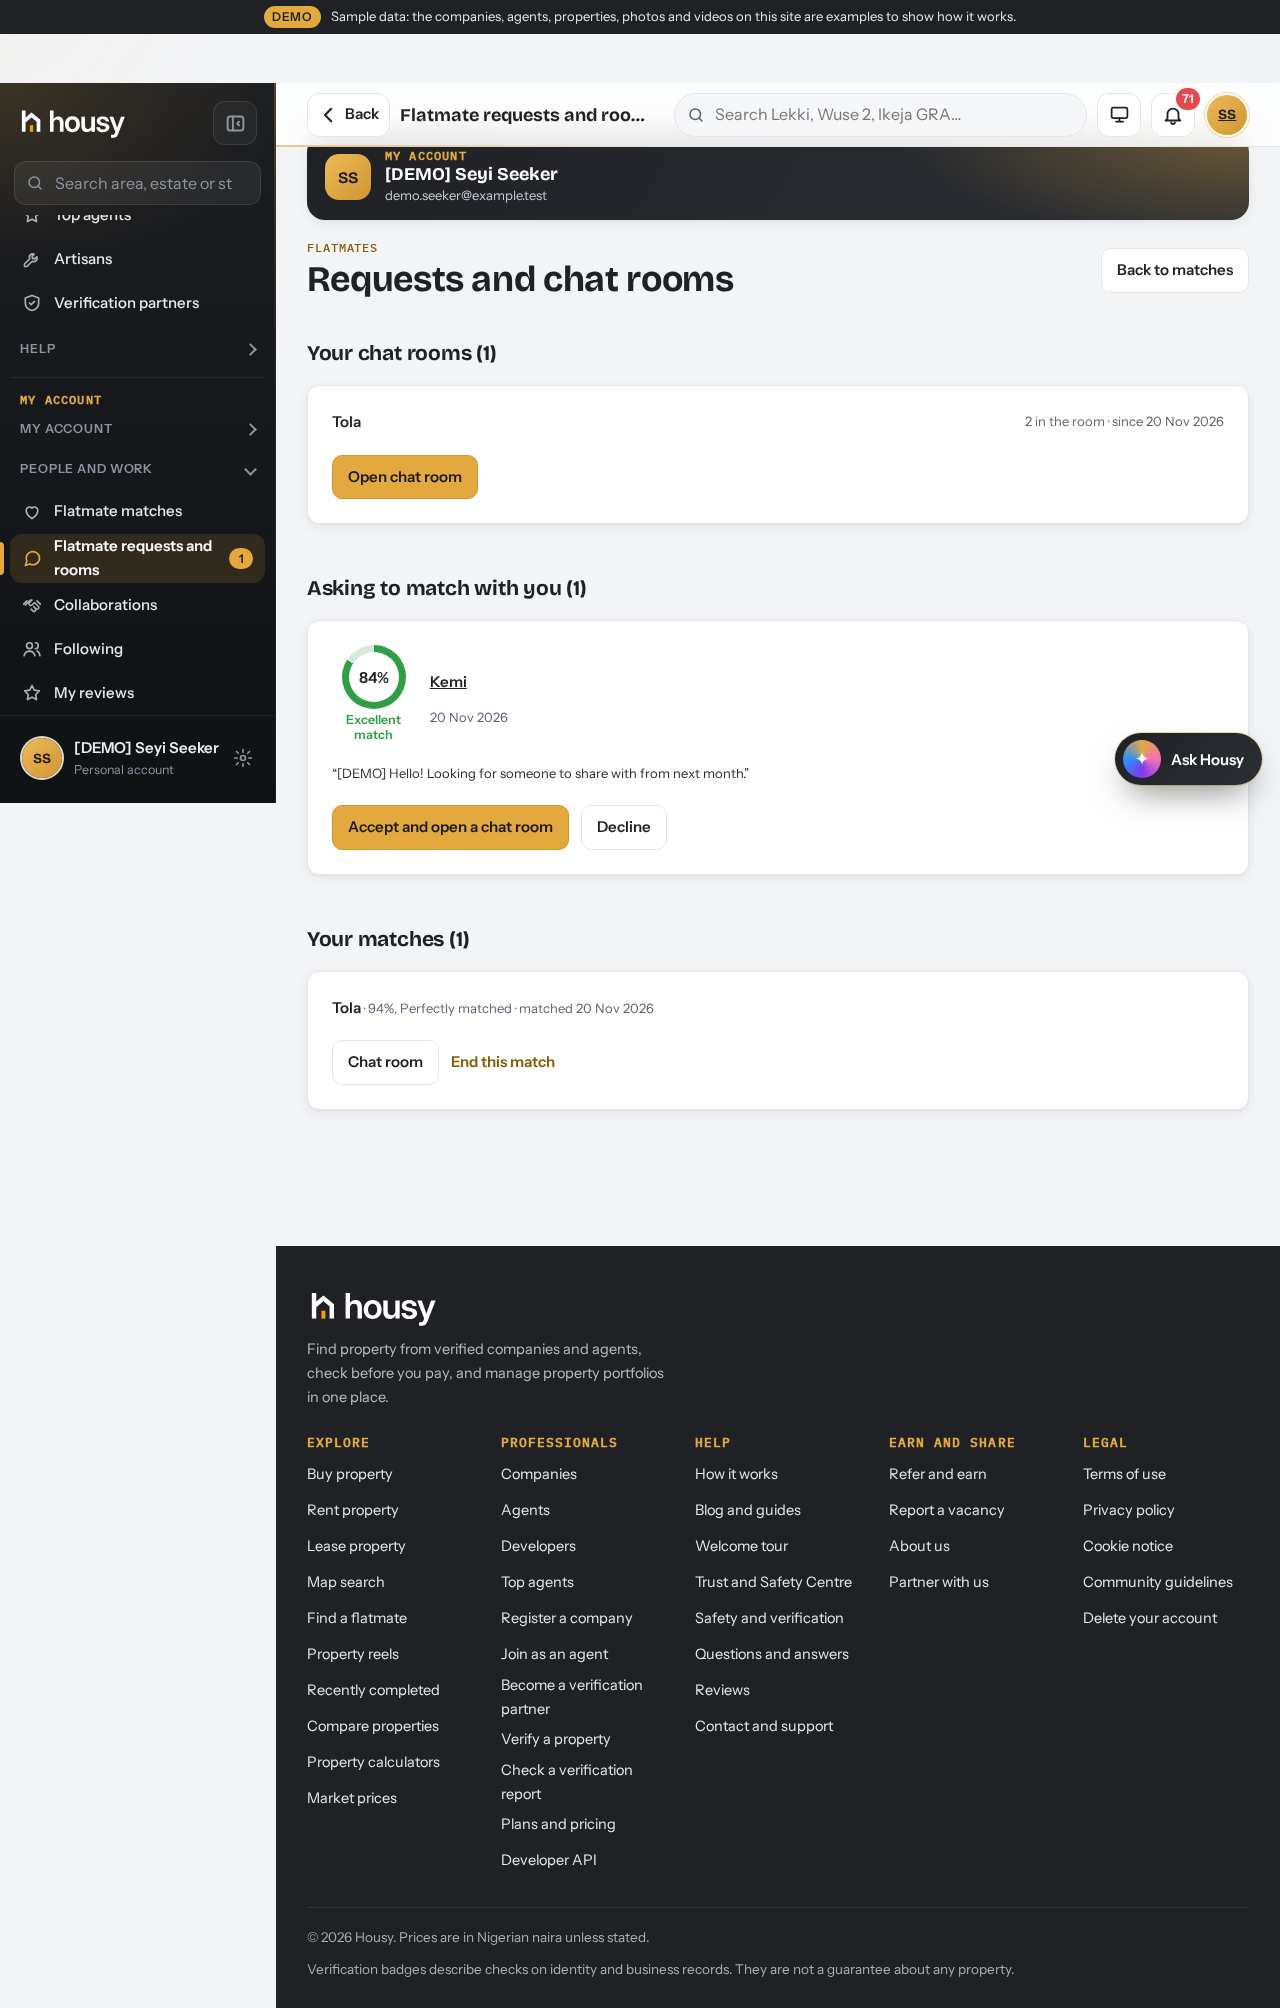 DEMO Sample data: the companies, agents, properties, photos and videos on this site are examples to show how it works.
housy
Search area, estate or st
Top agents
Artisans
Verification partners
HELP
MY ACCOUNT
MY ACCOUNT
PEOPLE AND WORK
Flatmate matches
Flatmate requests and
rooms
1
Collaborations
Following
My reviews
SS
[DEMO] Seyi Seeker
Personal account
Back
Flatmate requests and roo...
Search Lekki, Wuse 2, Ikeja GRA...
71
SS
SS
MY ACCOUNT
[DEMO] Seyi Seeker
demo.seeker@example.test
FLATMATES
Requests and chat rooms
Back to matches
Your chat rooms (1)
Tola
2 in the room · since 20 Nov 2026
Open chat room
Asking to match with you (1)
84%
Excellent
match
Kemi
20 Nov 2026
“[DEMO] Hello! Looking for someone to share with from next month.”
Accept and open a chat room
Decline
Ask Housy
Your matches (1)
Tola · 94%, Perfectly matched · matched 20 Nov 2026
Chat room
End this match
housy
Find property from verified companies and agents,
check before you pay, and manage property portfolios
in one place.
EXPLORE
Buy property
Rent property
Lease property
Map search
Find a flatmate
Property reels
Recently completed
Compare properties
Property calculators
Market prices
PROFESSIONALS
Companies
Agents
Developers
Top agents
Register a company
Join as an agent
Become a verification
partner
Verify a property
Check a verification
report
Plans and pricing
Developer API
HELP
How it works
Blog and guides
Welcome tour
Trust and Safety Centre
Safety and verification
Questions and answers
Reviews
Contact and support
EARN AND SHARE
Refer and earn
Report a vacancy
About us
Partner with us
LEGAL
Terms of use
Privacy policy
Cookie notice
Community guidelines
Delete your account
© 2026 Housy. Prices are in Nigerian naira unless stated.
Verification badges describe checks on identity and business records. They are not a guarantee about any property.